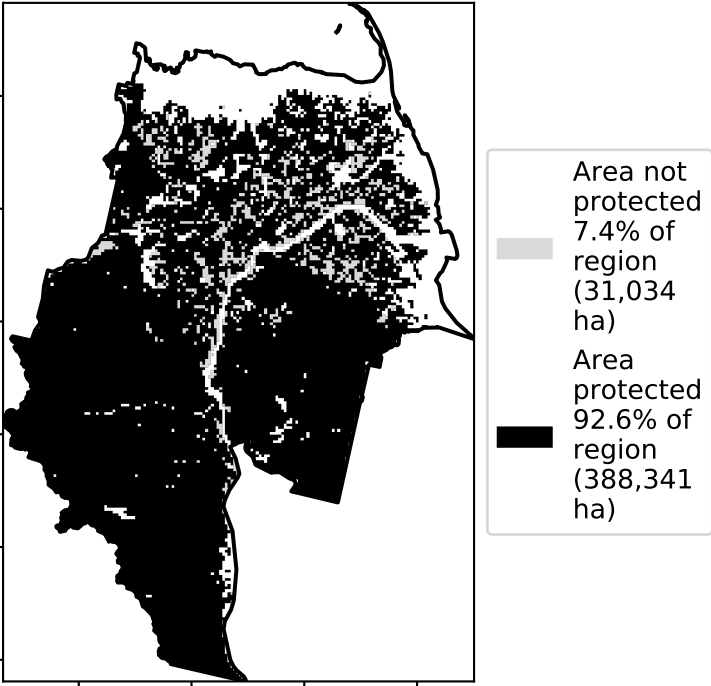 Area not
protected
7.4% of
region
(31,034
ha)
Area
protected
92.6% of
region
(388,341
ha)